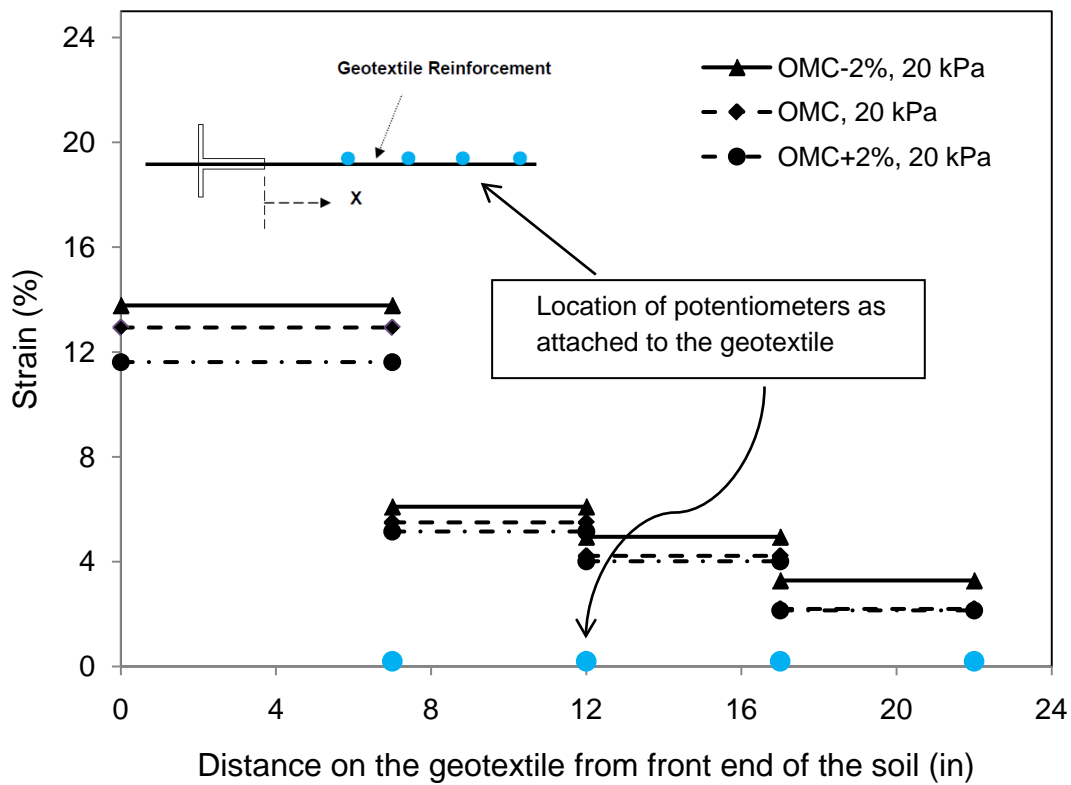 24
20
16
12
8
4
0
Strain (%)
Geotextile Reinforcement
X
OMC-2%, 20 kPa
OMC, 20 kPa
OMC+2%, 20 kPa
Location of potentiometers as
attached to the geotextile
0 4 8 12 16 20 24
Distance on the geotextile from front end of the soil (in)